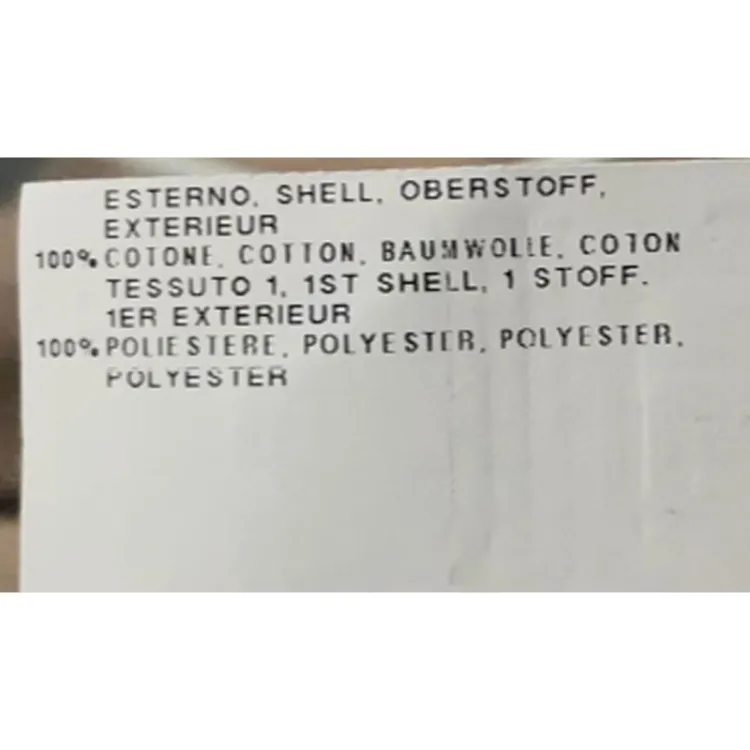 ESTERNO, SHELL, OBERSTOFF,
EXTERIEUR
100% COTONE, COTTON, BAUMWOLLE, COTON
TESSUTO 1, 1ST SHELL, 1 STOFF.
1ER EXTERIEUR
100% POLIESTERE, POLYESTER, POLYESTER,
POLYESTER